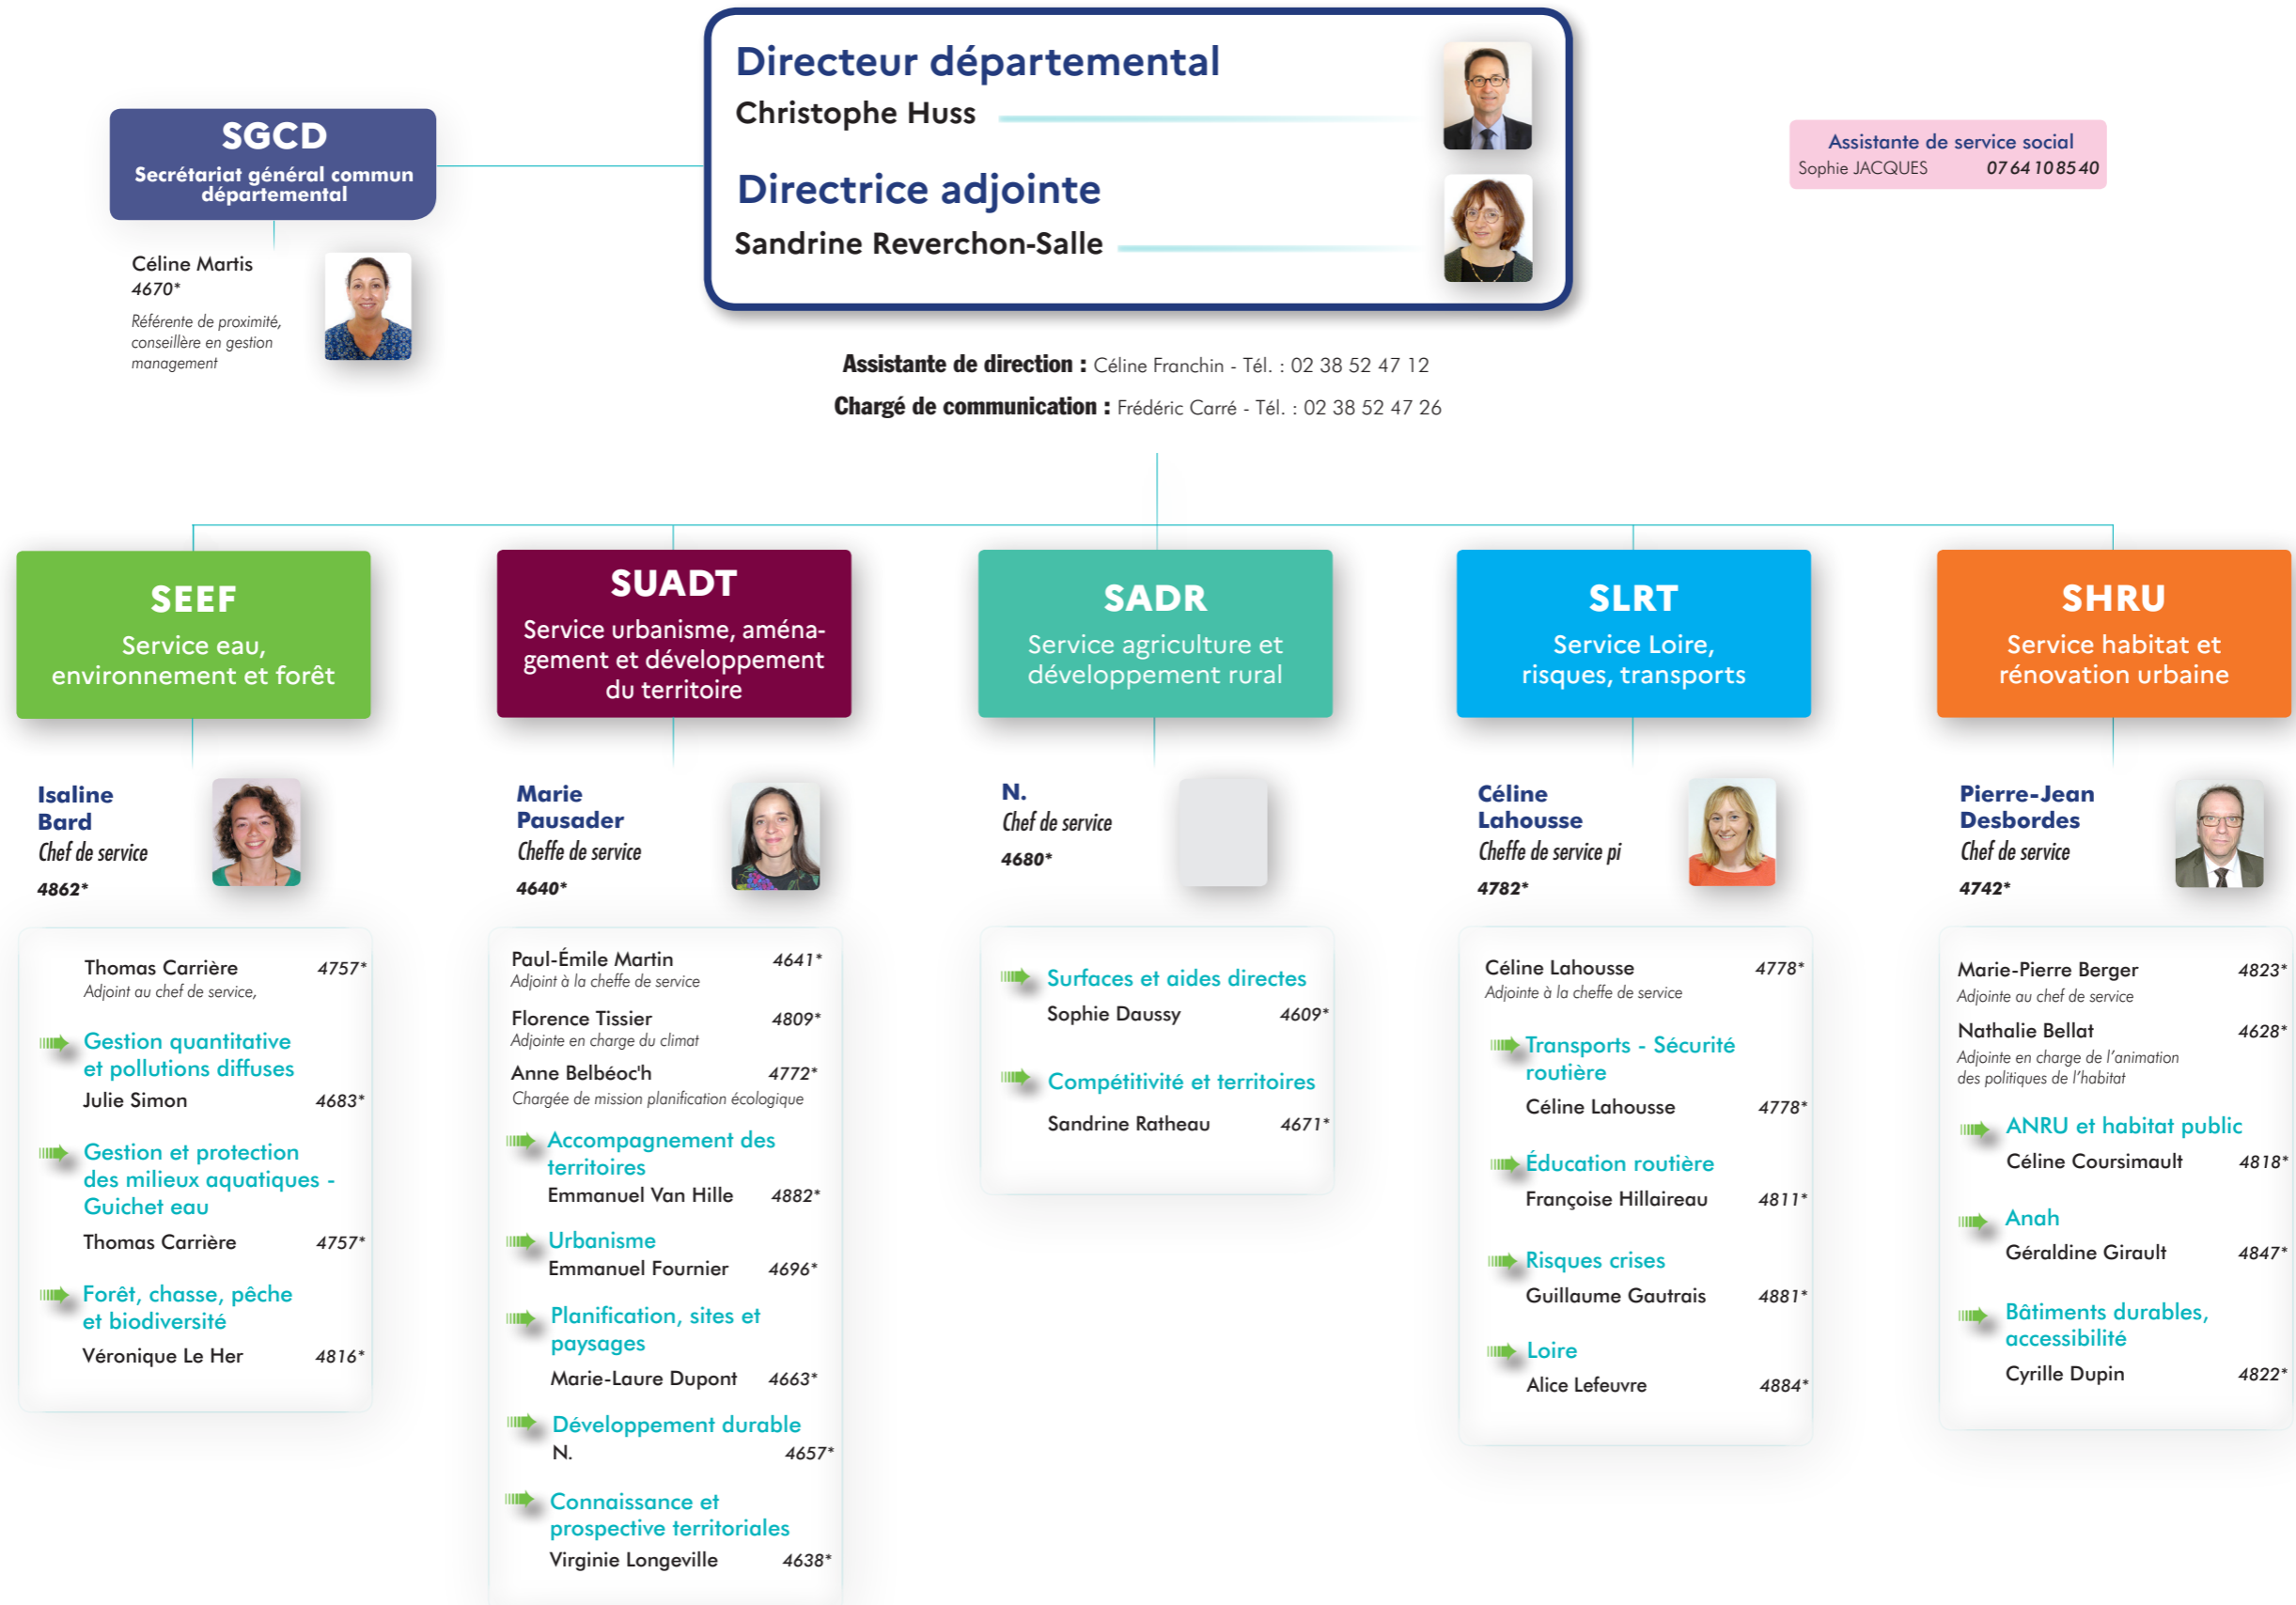 Directeur départemental
Christophe Huss
Directrice adjointe
Sandrine Reverchon-Salle
SGCD
Secrétariat général commun
départemental
Céline Martis
4670*
Référente de proximité,
conseillère en gestion
management
Assistante de service social
Sophie JACQUES 07 64 10 85 40
Assistante de direction : Céline Franchin - Tél. : 02 38 52 47 12
Chargé de communication : Frédéric Carré - Tél. : 02 38 52 47 26
SEEF
Service eau,
environnement et forêt
Isaline
Bard
Chef de service
4862*
Thomas Carrière 4757*
Adjoint au chef de service,
Gestion quantitative
et pollutions diffuses
Julie Simon 4683*
Gestion et protection
des milieux aquatiques -
Guichet eau
Thomas Carrière 4757*
Forêt, chasse, pêche
et biodiversité
Véronique Le Her 4816*
SUADT
Service urbanisme, aména-
gement et développement
du territoire
Marie
Pausader
Cheffe de service
4640*
Paul-Émile Martin 4641*
Adjoint à la cheffe de service
Florence Tissier 4809*
Adjointe en charge du climat
Anne Belbéoc'h 4772*
Chargée de mission planification écologique
Accompagnement des
territoires
Emmanuel Van Hille 4882*
Urbanisme
Emmanuel Fournier 4696*
Planification, sites et
paysages
Marie-Laure Dupont 4663*
Développement durable
N. 4657*
Connaissance et
prospective territoriales
Virginie Longeville 4638*
SADR
Service agriculture et
développement rural
N.
Chef de service
4680*
Surfaces et aides directes
Sophie Daussy 4609*
Compétitivité et territoires
Sandrine Ratheau 4671*
SLRT
Service Loire,
risques, transports
Céline
Lahousse
Cheffe de service pi
4782*
Céline Lahousse 4778*
Adjointe à la cheffe de service
Transports - Sécurité
routière
Céline Lahousse 4778*
Éducation routière
Françoise Hillaireau 4811*
Risques crises
Guillaume Gautrais 4881*
Loire
Alice Lefeuvre 4884*
SHRU
Service habitat et
rénovation urbaine
Pierre-Jean
Desbordes
Chef de service
4742*
Marie-Pierre Berger 4823*
Adjointe au chef de service
Nathalie Bellat 4628*
Adjointe en charge de l'animation
des politiques de l'habitat
ANRU et habitat public
Céline Coursimault 4818*
Anah
Géraldine Girault 4847*
Bâtiments durables,
accessibilité
Cyrille Dupin 4822*